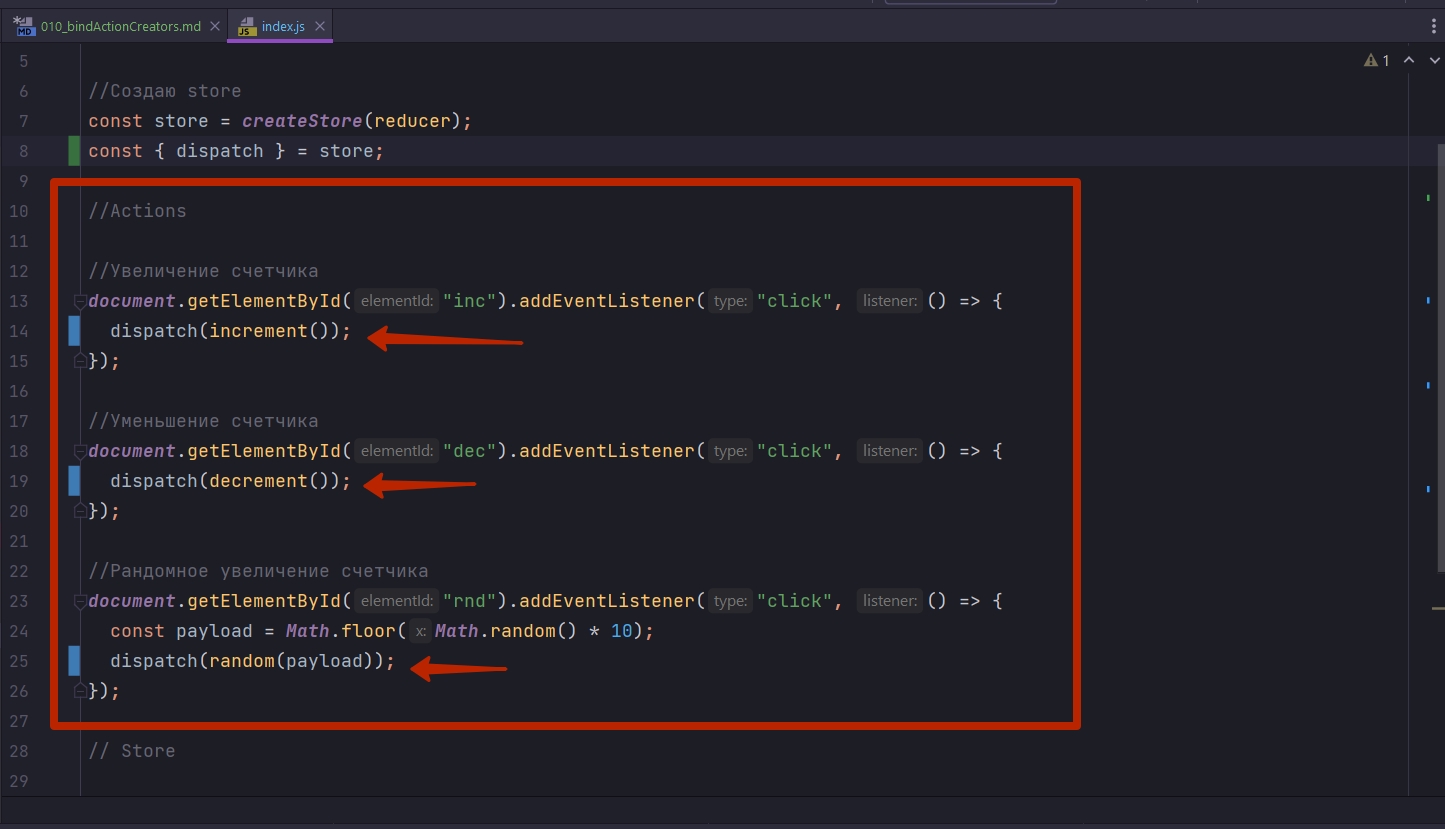 010_bindActionCreators.md
index.js
1
5
6 //Создаю store
7 const store = createStore(reducer);
8 const { dispatch } = store;
9
10 //Actions
11
12 //Увеличение счетчика
13 document.getElementById( elementId: "inc").addEventListener( type: "click", listener: () => {
14 dispatch(increment());
15 });
16
17 //Уменьшение счетчика
18 document.getElementById( elementId: "dec").addEventListener( type: "click", listener: () => {
19 dispatch(decrement());
20 });
21
22 //Рандомное увеличение счетчика
23 document.getElementById( elementId: "rnd").addEventListener( type: "click", listener: () => {
24 const payload = Math.floor( x: Math.random() * 10);
25 dispatch(random(payload));
26 });
27
28 // Store
29